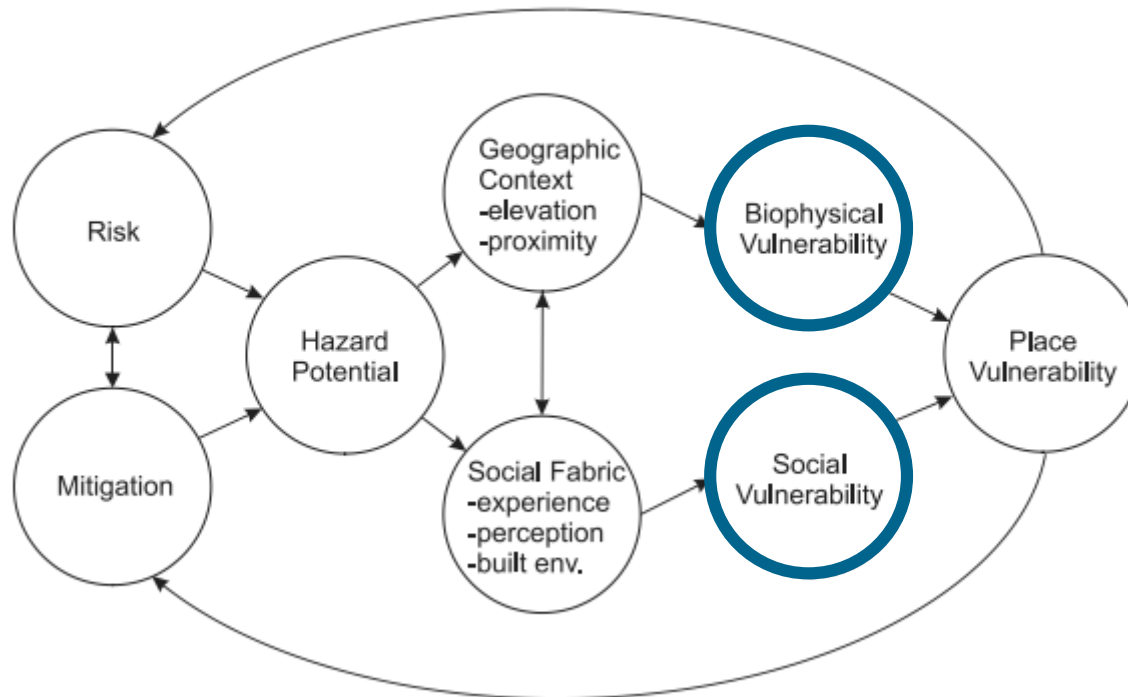 Risk
Mitigation
Hazard
Potential
Geographic
Context
-elevation
-proximity
Social Fabric
-experience
-perception
-built env.
Biophysical
Vulnerability
Social
Vulnerability
Place
Vulnerability